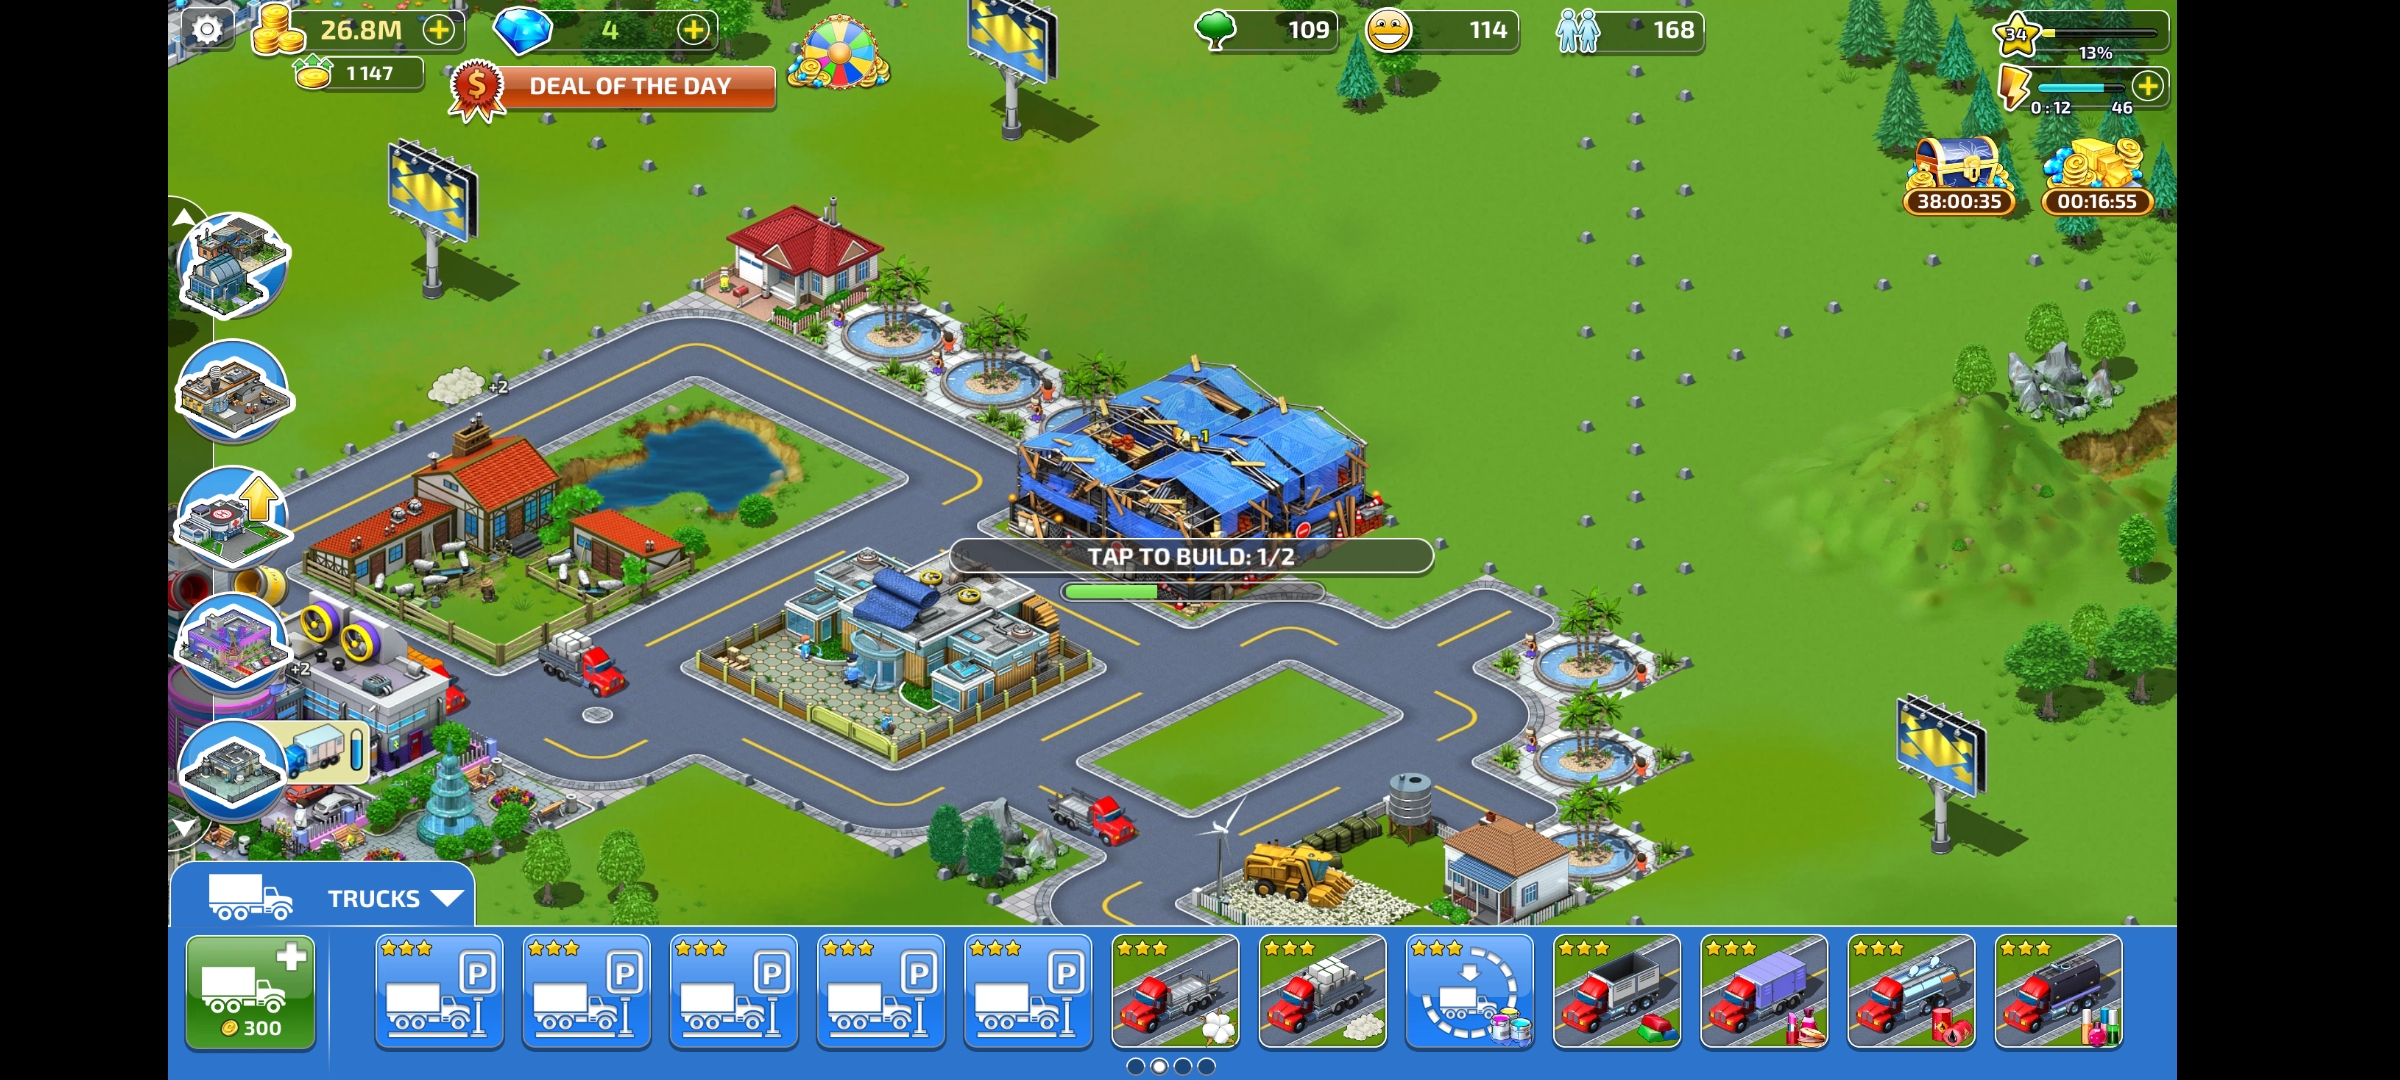 26.8M
4
109
114
168
34
13%
1147
DEAL OF THE DAY
0:12
46
38:00:35
00:16:55
+2
-1
TAP TO BUILD: 1/2
+2
TRUCKS
300
P
P
P
P
P